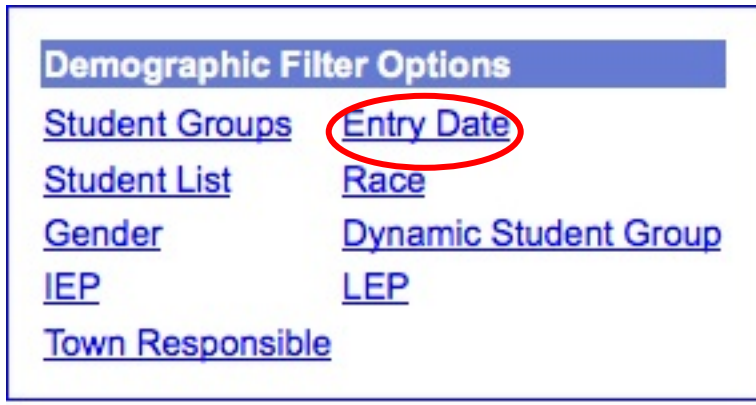 Demographic Filter Options
Student Groups Entry Date
Student List Race
Gender Dynamic Student Group
IEP LEP
Town Responsible